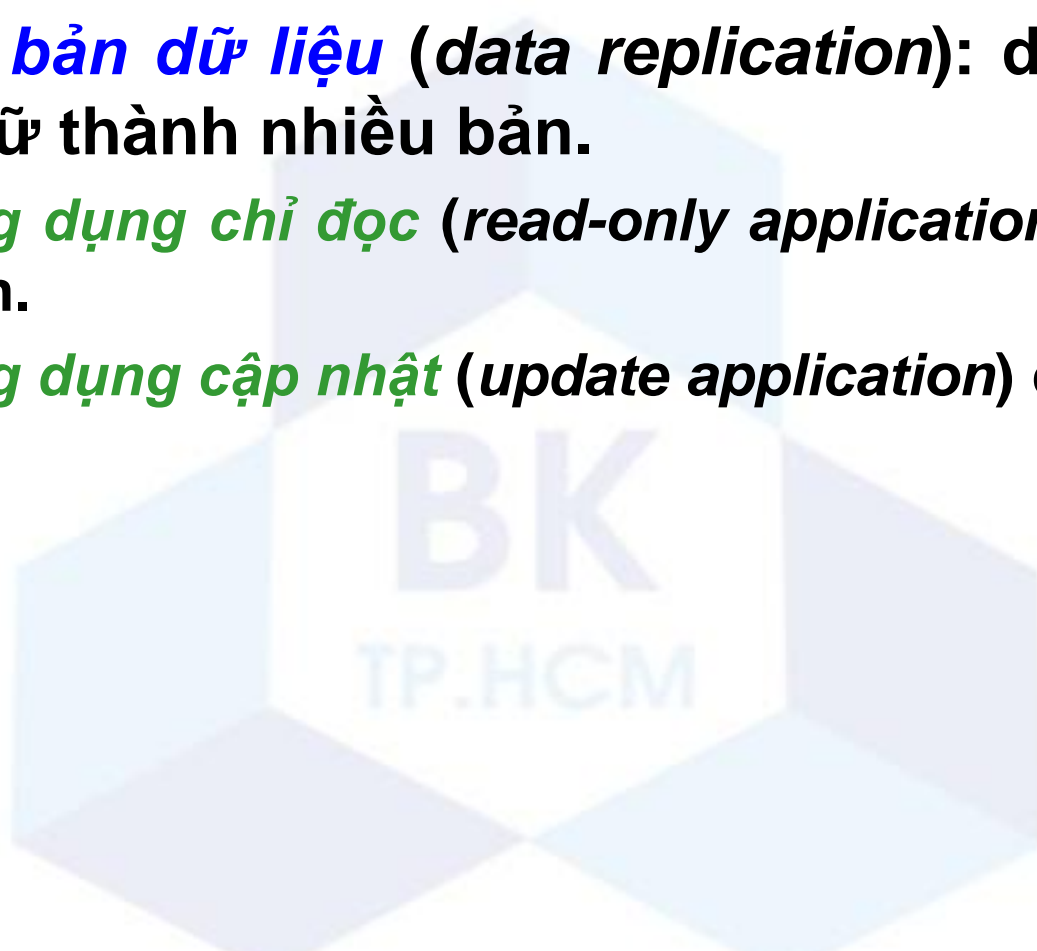 bản dữ liệu (data replication): d
ữ thành nhiều bản.
g dụng chỉ đọc (read-only application
n.
g dụng cập nhật (update application)
BK
TP.HCM